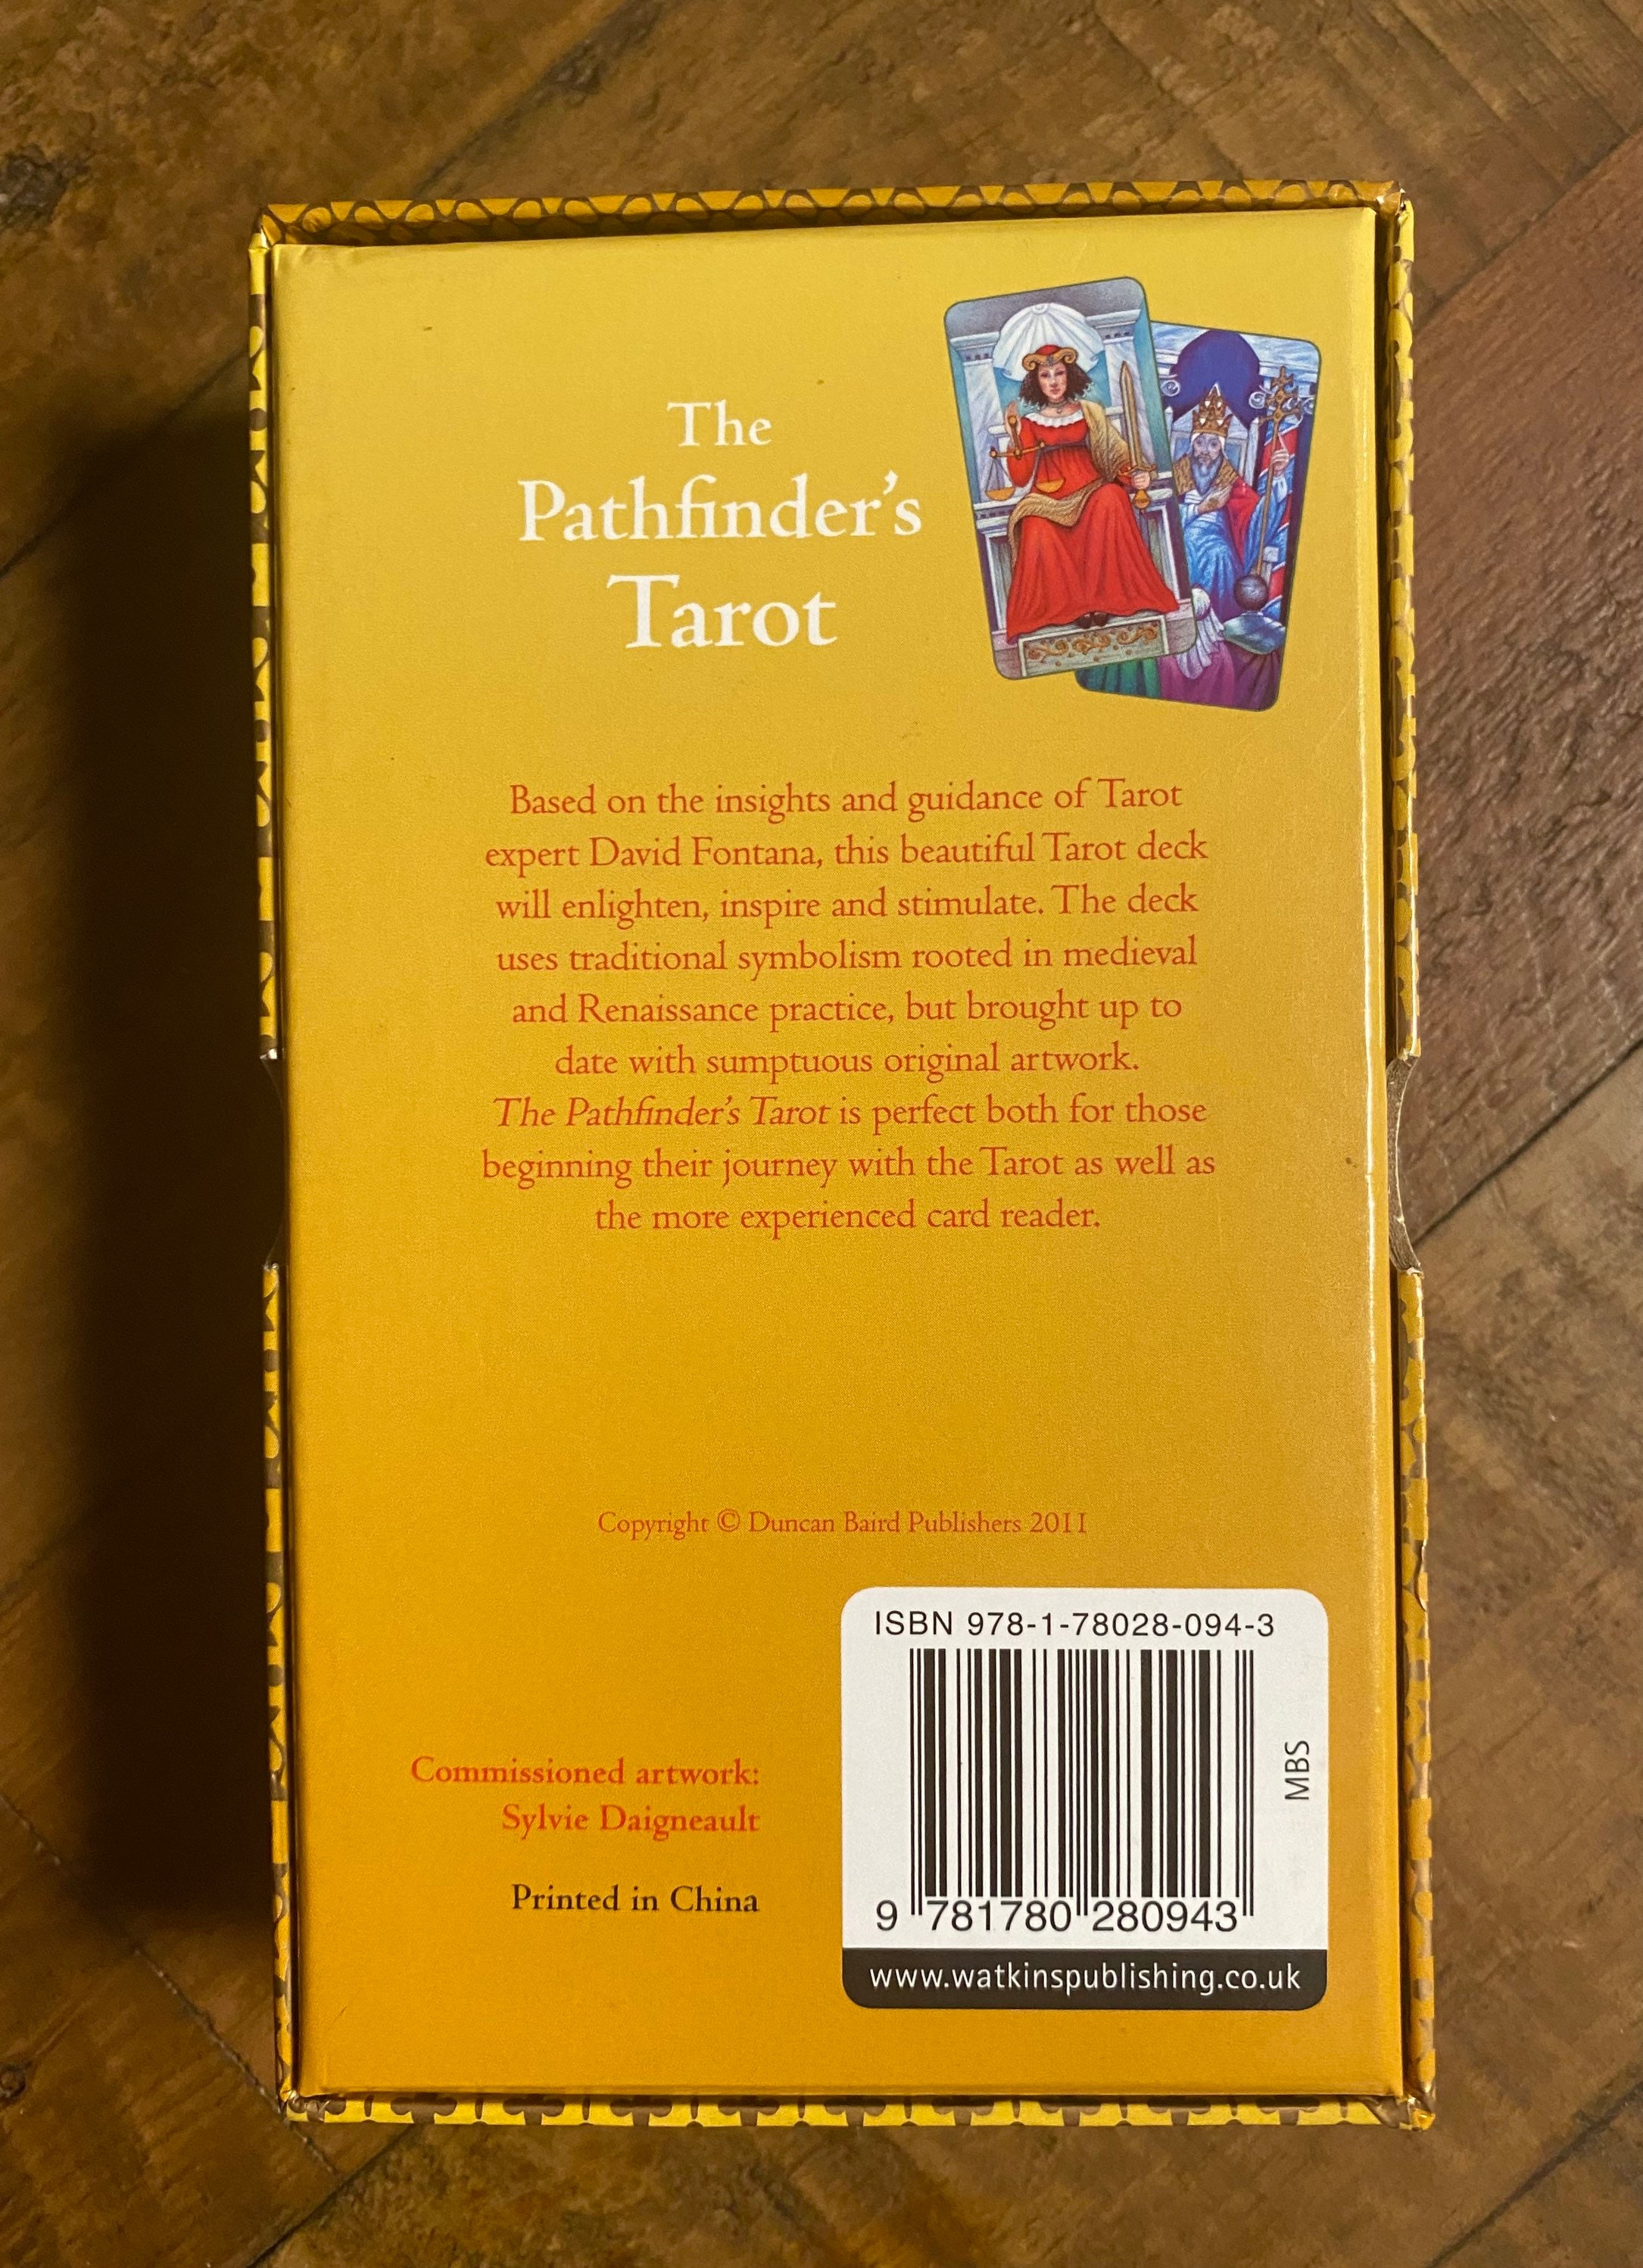 The
Pathfinder's
Tarot
Based on the insights and guidance of Tarot
expert David Fontana, this beautiful Tarot deck
will enlighten, inspire and stimulate. The deck
uses traditional symbolism rooted in medieval
and Renaissance practice, but brought up to
date with sumptuous original artwork.
The Pathfinder's Tarot is perfect both for those
beginning their journey with the Tarot as well as
the more experienced card reader.
Copyright © Duncan Baird Publishers 2011
Commissioned artwork:
Sylvie Daigneault
Printed in China
ISBN 978-1-78028-094-3
MBS
9 781780 280943
www.watkinspublishing.co.uk